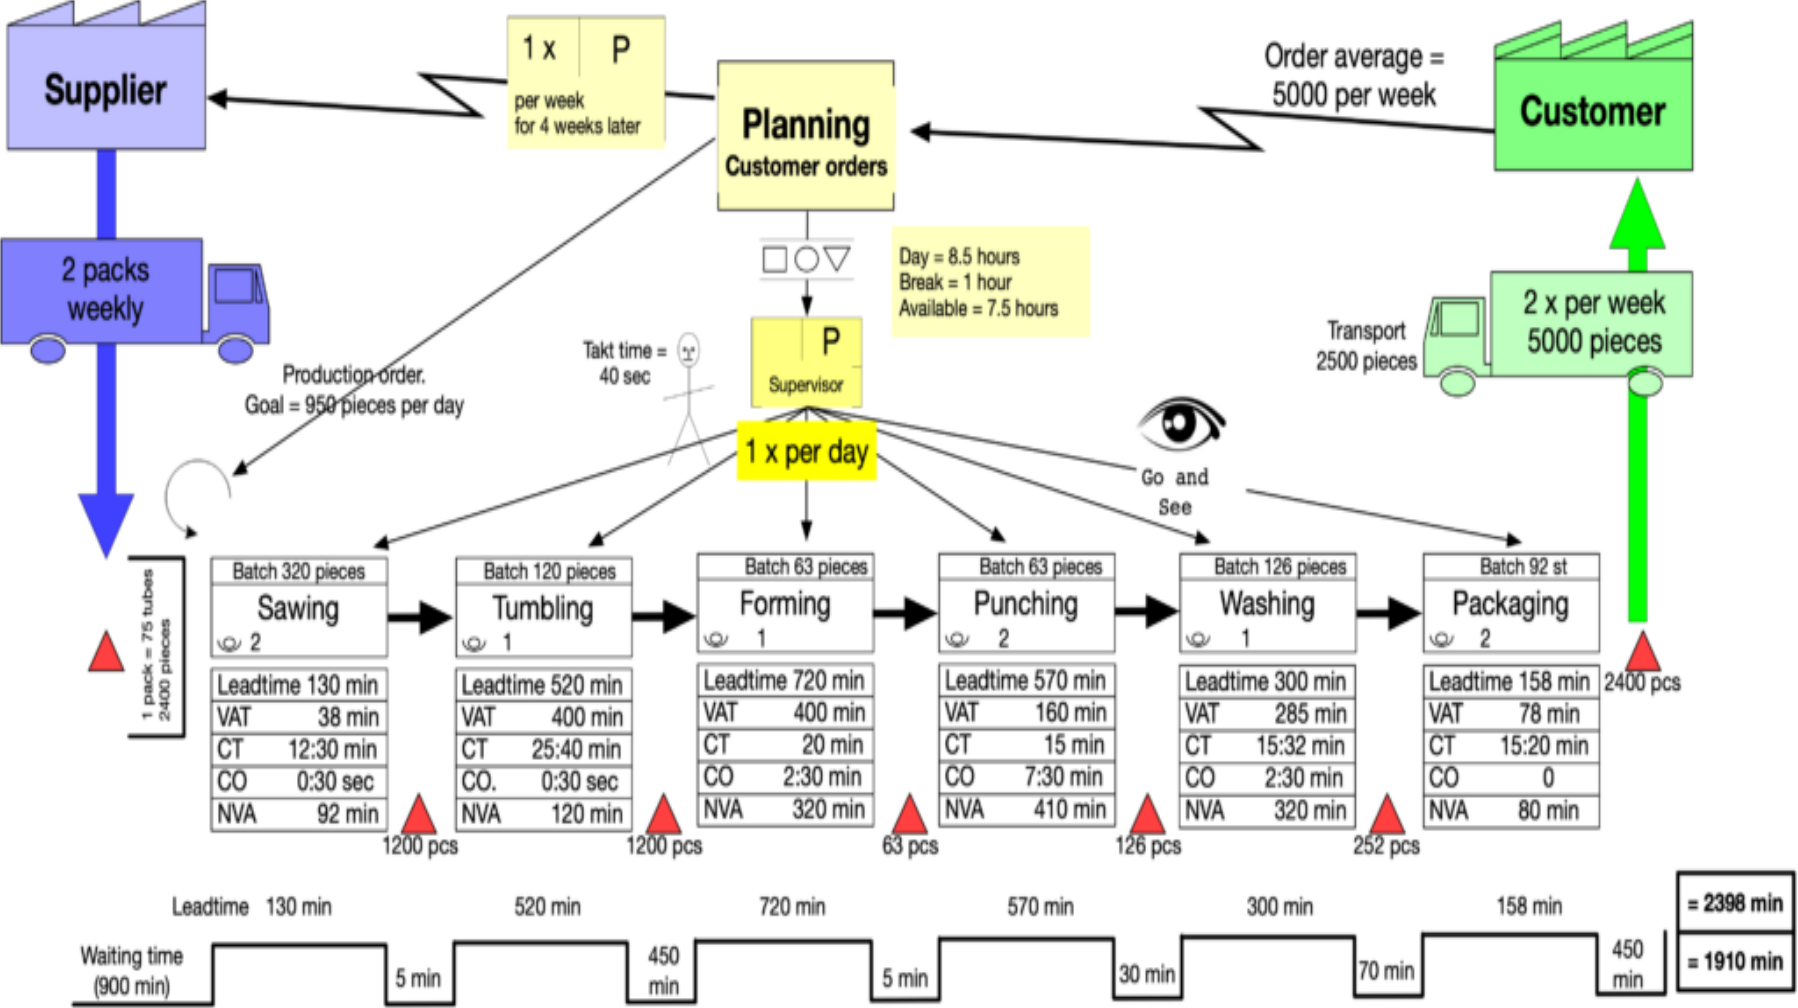 Supplier
1 x
P
per week
for 4 weeks later
Planning
Customer orders
Order average =
5000 per week
Customer
2 packs
weekly
Day = 8.5 hours
Break = 1 hour
Available = 7.5 hours
2 x per week
5000 pieces
Transport
2500 pieces
P
Supervisor
Takt time =
40 sec
Production order.
Goal = 950 pieces per day
1 x per day
Go and
See
1 pack = 75 tubes
2400 pieces
Batch 320 pieces
Sawing
2
Leadtime 130 min
VAT 38 min
CT 12:30 min
CO 0:30 sec
NVA 92 min
1200 pcs
Batch 120 pieces
Tumbling
1
Leadtime 520 min
VAT 400 min
CT 25:40 min
CO. 0:30 sec
NVA 120 min
1200 pcs
Batch 63 pieces
Forming
1
Leadtime 720 min
VAT 400 min
CT 20 min
CO 2:30 min
NVA 320 min
63 pcs
Batch 63 pieces
Punching
2
Leadtime 570 min
VAT 160 min
CT 15 min
CO 7:30 min
NVA 410 min
126 pcs
Batch 126 pieces
Washing
1
Leadtime 300 min
VAT 285 min
CT 15:32 min
CO 2:30 min
NVA 320 min
252 pcs
Batch 92 st
Packaging
2
Leadtime 158 min
VAT 78 min
CT 15:20 min
CO 0
NVA 80 min
2400 pcs
Leadtime 130 min 520 min 720 min 570 min 300 min 158 min
= 2398 min
Waiting time
(900 min)
5 min
450
min
5 min
30 min
70 min
450
min
= 1910 min